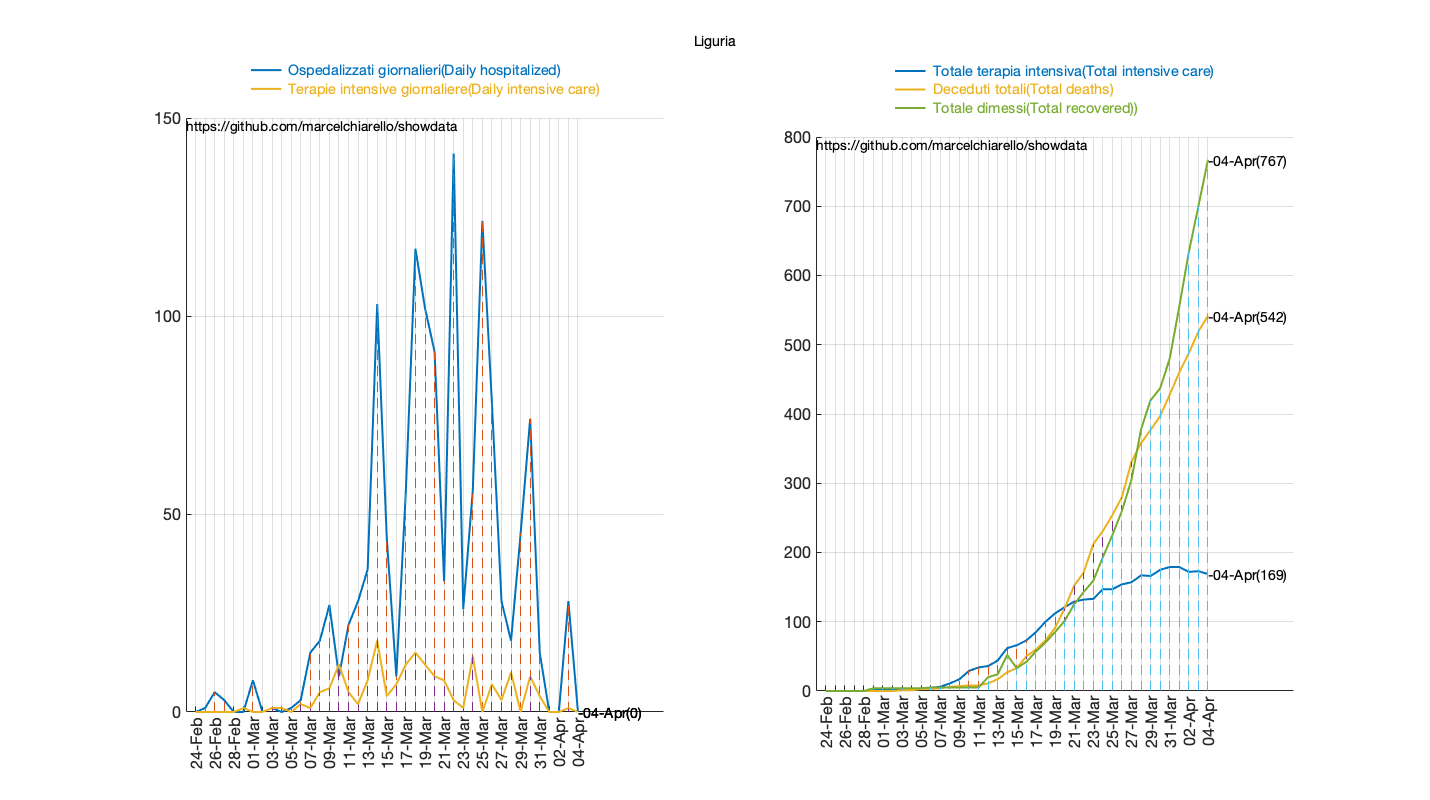 Liguria
Ospedalizzati giornalieri(Daily hospitalized)
Terapie intensive giornaliere(Daily intensive care)
150
https://github.com/marcelchiarello/showdata
100
50
0
-04-Apr(0)
24-Feb
26-Feb
28-Feb
01-Mar
03-Mar
05-Mar
07-Mar
09-Mar
11-Mar
13-Mar
15-Mar
17-Mar
19-Mar
21-Mar
23-Mar
25-Mar
27-Mar
29-Mar
31-Mar
02-Apr
04-Apr
Totale terapia intensiva(Total intensive care)
Deceduti totali(Total deaths)
Totale dimessi(Total recovered))
800
https://github.com/marcelchiarello/showdata
-04-Apr(767)
700
600
500
-04-Apr(542)
400
300
200
-04-Apr(169)
100
0
24-Feb
26-Feb
28-Feb
01-Mar
03-Mar
05-Mar
07-Mar
09-Mar
11-Mar
13-Mar
15-Mar
17-Mar
19-Mar
21-Mar
23-Mar
25-Mar
27-Mar
29-Mar
31-Mar
02-Apr
04-Apr